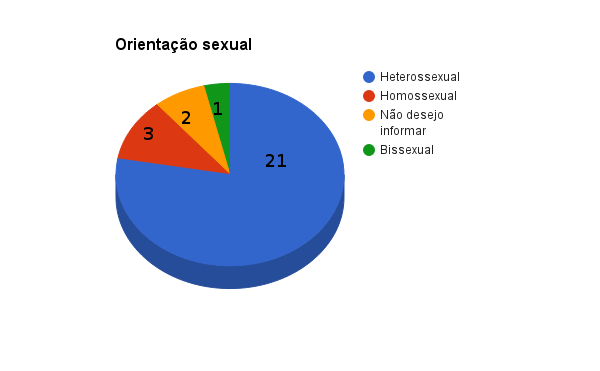 Orientação sexual
Heterossexual
Homossexual
Não desejo
informar
Bissexual
1
2
3
21